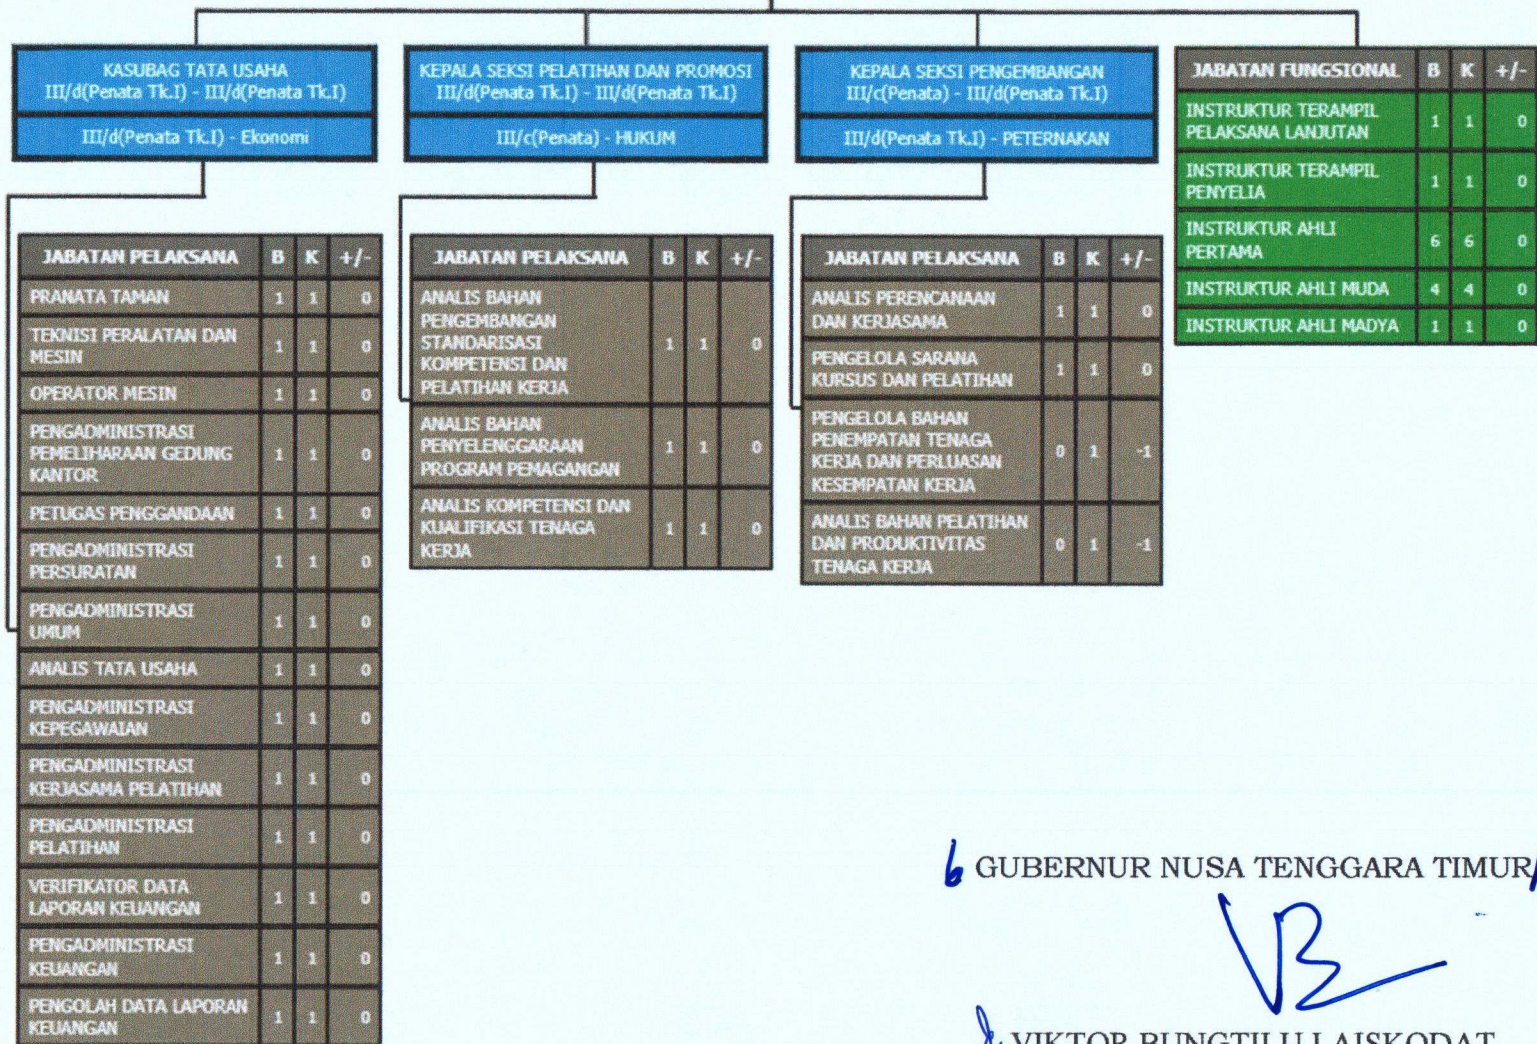 KASUBAG TATA USAHA
III/d(Penata Tk.I) - III/d(Penata Tk.I)
III/d(Penata Tk.I) - Ekonomi
JABATAN PELAKSANA B K +/-
PRANATA TAMAN 1 1 0
TEKNISI PERALATAN DAN
MESIN 1 1 0
OPERATOR MESIN 1 1 0
PENGADMINISTRASI
PEMELIHARAAN GEDUNG
KANTOR 1 1 0
PETUGAS PENGGANDAAN 1 1 0
PENGADMINISTRASI
PERSURATAN 1 1 0
PENGADMINISTRASI
UMUM 1 1 0
ANALIS TATA USAHA 1 1 0
PENGADMINISTRASI
KEPEGAWAIAN 1 1 0
PENGADMINISTRASI
KERJASAMA PELATIHAN 1 1 0
PENGADMINISTRASI
PELATIHAN 1 1 0
VERIFIKATOR DATA
LAPORAN KEUANGAN 1 1 0
PENGADMINISTRASI
KEUANGAN 1 1 0
PENGOLAH DATA LAPORAN
KEUANGAN 1 1 0
KEPALA SEKSI PELATIHAN DAN PROMOSI
III/d(Penata Tk.I) - III/d(Penata Tk.I)
III/c(Penata) - HUKUM
JABATAN PELAKSANA B K +/-
ANALIS BAHAN
PENGEMBANGAN
STANDARISASI
KOMPETENSI DAN
PELATIHAN KERJA 1 1 0
ANALIS BAHAN
PENYELENGGARAAN
PROGRAM PEMAGANGAN 1 1 0
ANALIS KOMPETENSI DAN
KUALIFIKASI TENAGA
KERJA 1 1 0
KEPALA SEKSI PENGEMBANGAN
III/c(Penata) - III/d(Penata Tk.I)
III/d(Penata Tk.I) - PETERNAKAN
JABATAN PELAKSANA B K +/-
ANALIS PERENCANAAN
DAN KERJASAMA 1 1 0
PENGELOLA SARANA
KURSUS DAN PELATIHAN 1 1 0
PENGELOLA BAHAN
PENEMPATAN TENAGA
KERJA DAN PERLUASAN
KESEMPATAN KERJA 0 1 -1
ANALIS BAHAN PELATIHAN
DAN PRODUKTIVITAS
TENAGA KERJA 0 1 -1
JABATAN FUNGSIONAL B K +/-
INSTRUKTUR TERAMPIL
PELAKSANA LANJUTAN 1 1 0
INSTRUKTUR TERAMPIL
PENYELIA 1 1 0
INSTRUKTUR AHLI
PERTAMA 6 6 0
INSTRUKTUR AHLI MUDA 4 4 0
INSTRUKTUR AHLI MADYA 1 1 0
GUBERNUR NUSA TENGGARA TIMUR
VIKTOR BUNGTILU LAISKODAT